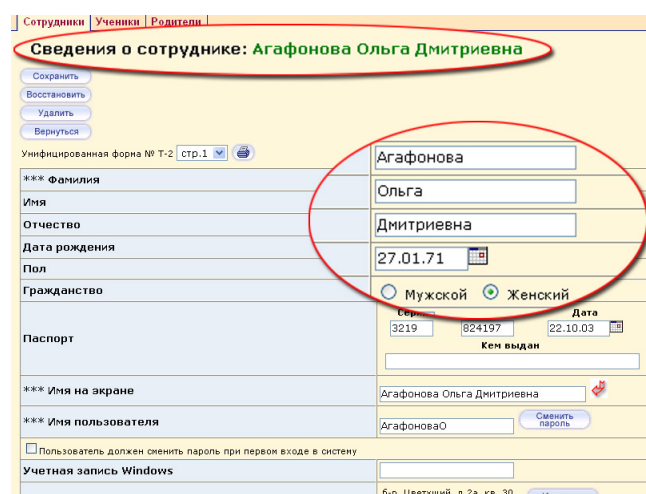 Сотрудники Ученики Родители
Сведения о сотруднике: Агафонова Ольга Дмитриевна
Сохранить
Восстановить
Удалить
Вернуться
Унифицированная форма № Т-2 стр.1
*** Фамилия Агафонова
Имя Ольга
Отчество Дмитриевна
Дата рождения 27.01.71
Пол Мужской Женский
Гражданство
Дата
Паспорт 3219 824197 22.10.03
Кем выдан
*** Имя на экране Агафонова Ольга Дмитриевна
*** Имя пользователя АгафоноваО Сменить пароль
Пользователь должен сменить пароль при первом входе в систему
Учетная запись Windows